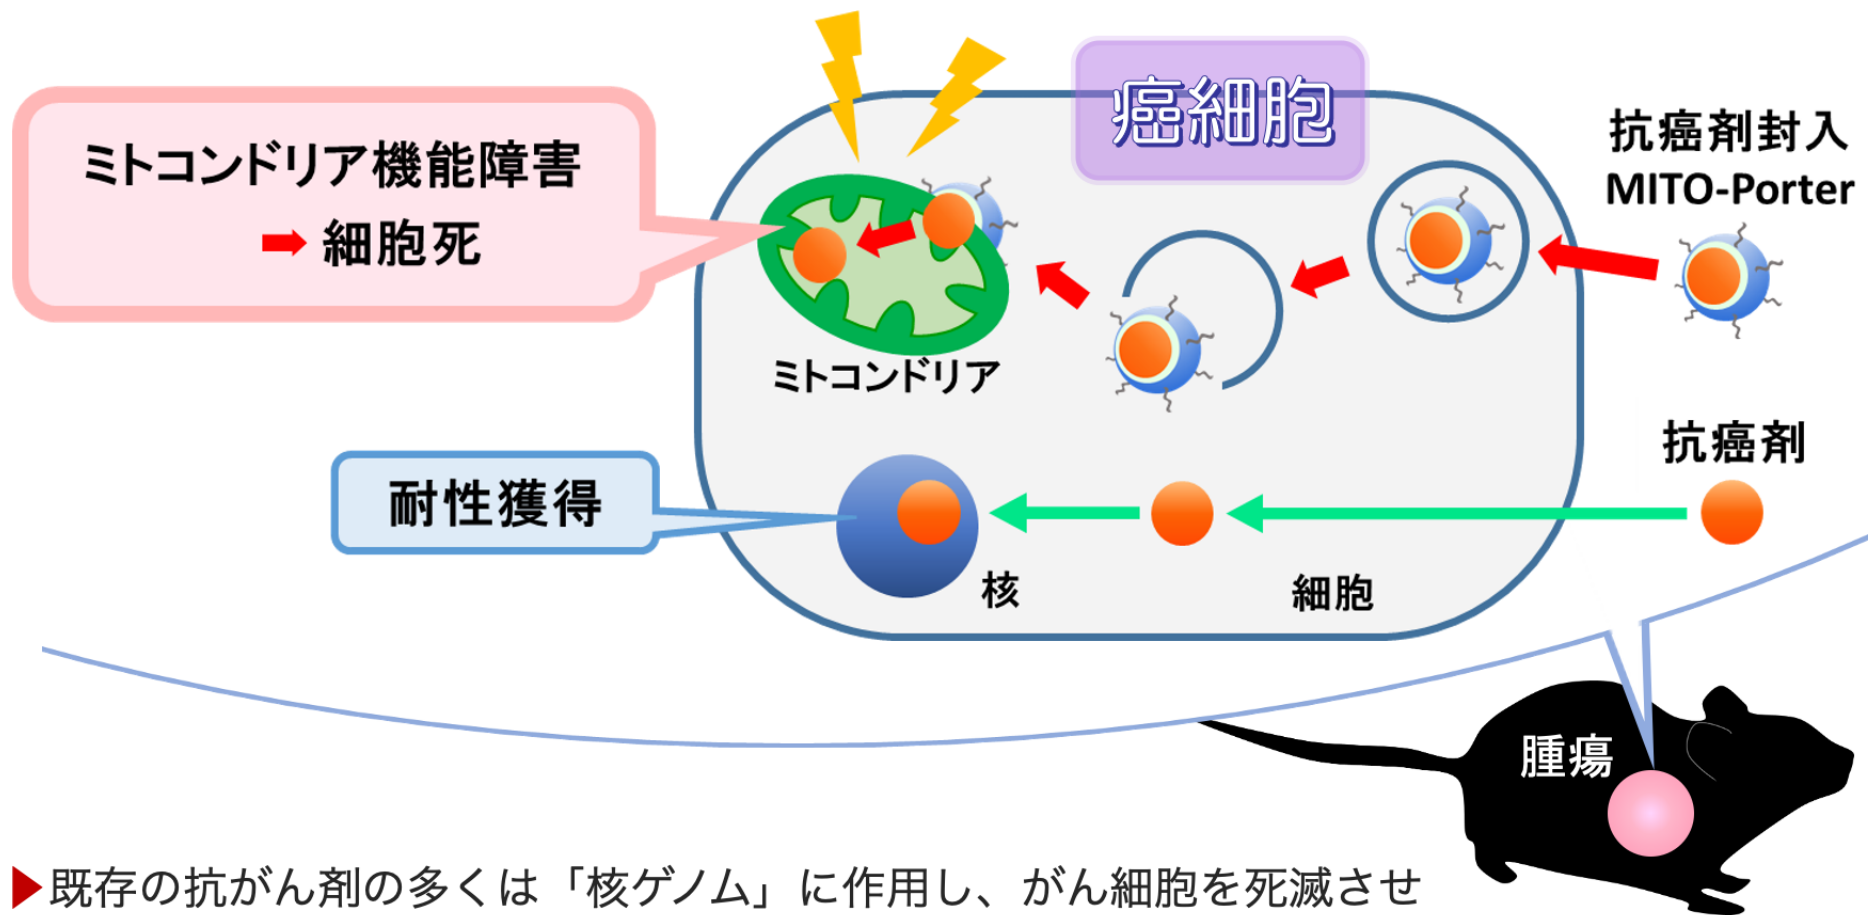 癌細胞
ミトコンドリア機能障害
細胞死
抗癌剤封入
MITO-Porter
ミトコンドリア
抗癌剤
耐性獲得
核
細胞
腫瘍
既存の抗がん剤の多くは「核ゲノム」に作用し、がん細胞を死滅させ